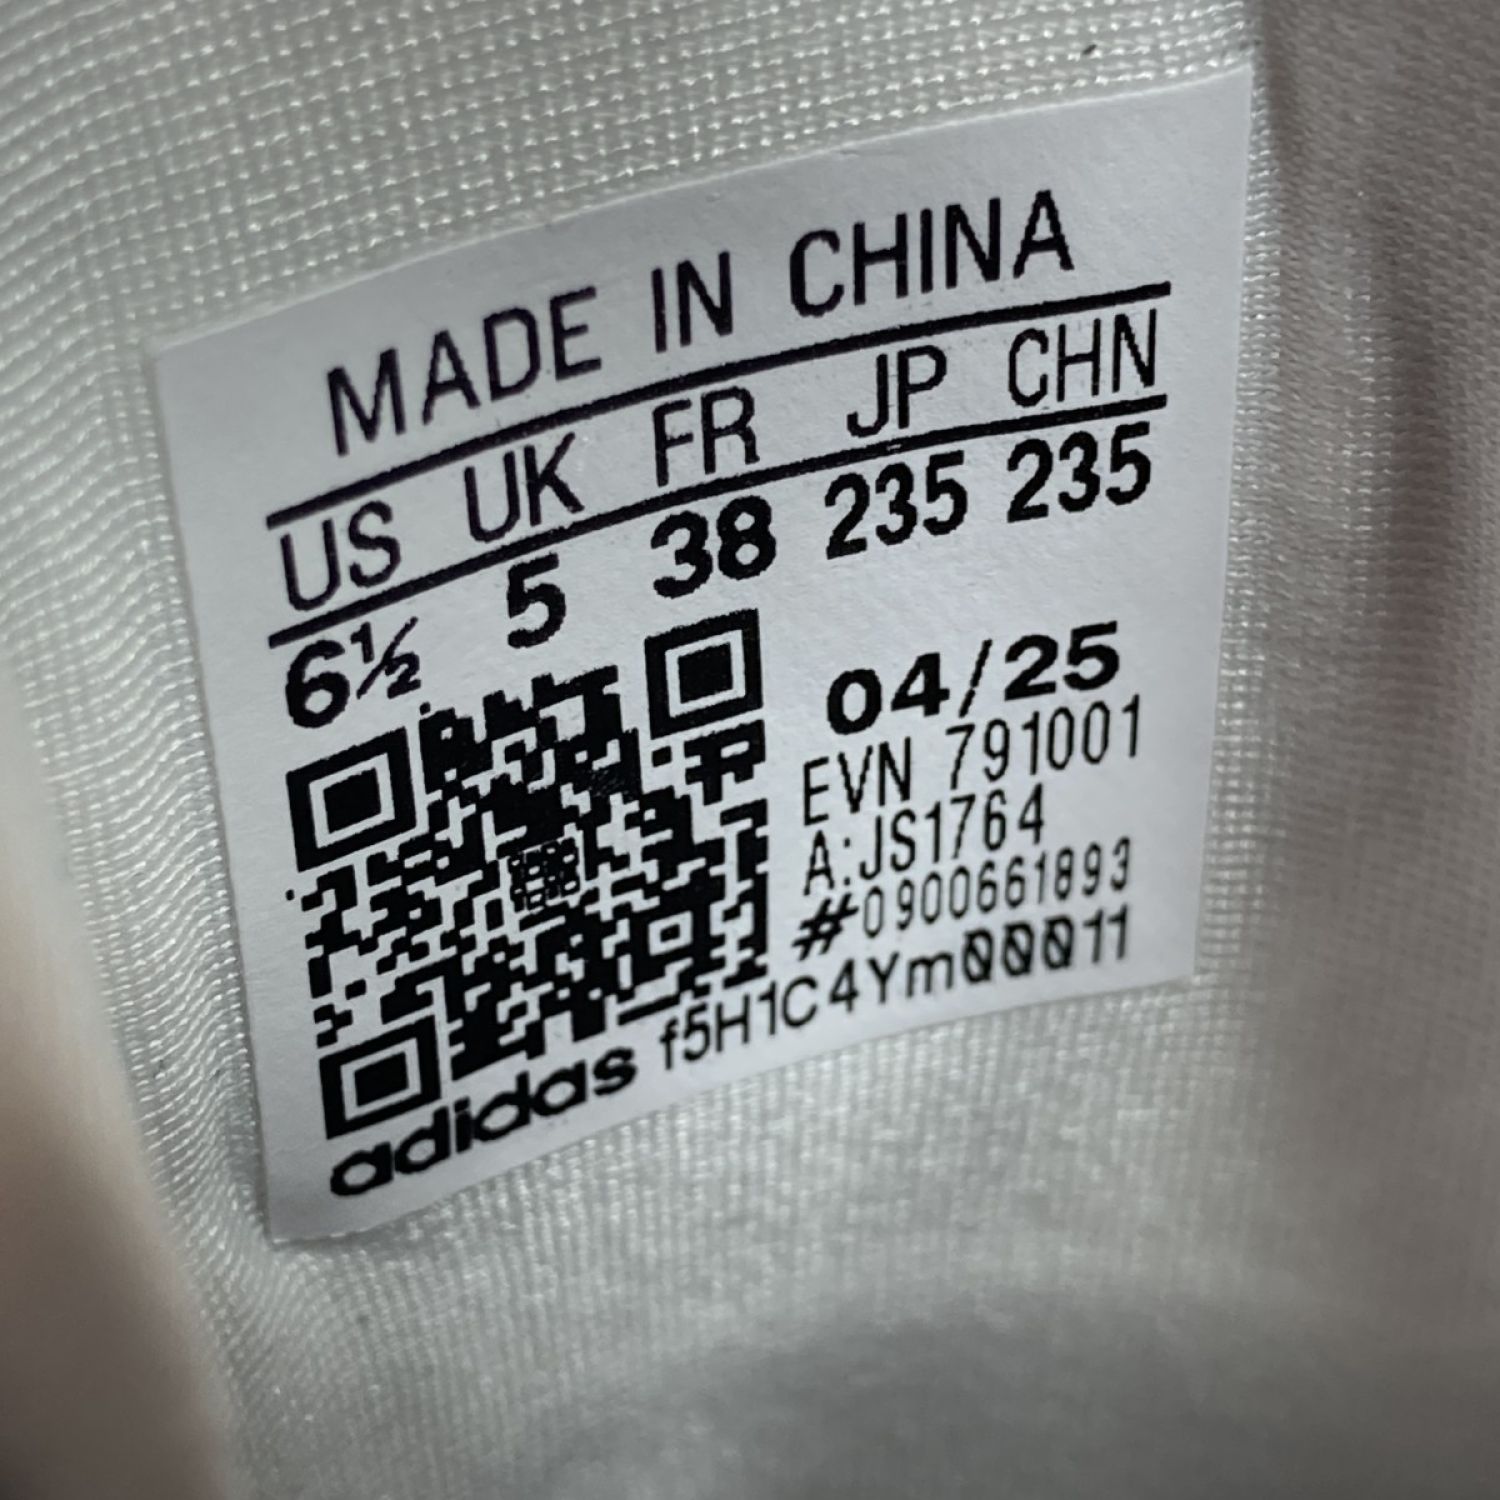 MADE IN CHINA
US UK FR JP CHN
6½ 5 38 235 235
04/25
EVN 791001
A:JS1764
#0900661893
adidas f5H1C4Ym00011